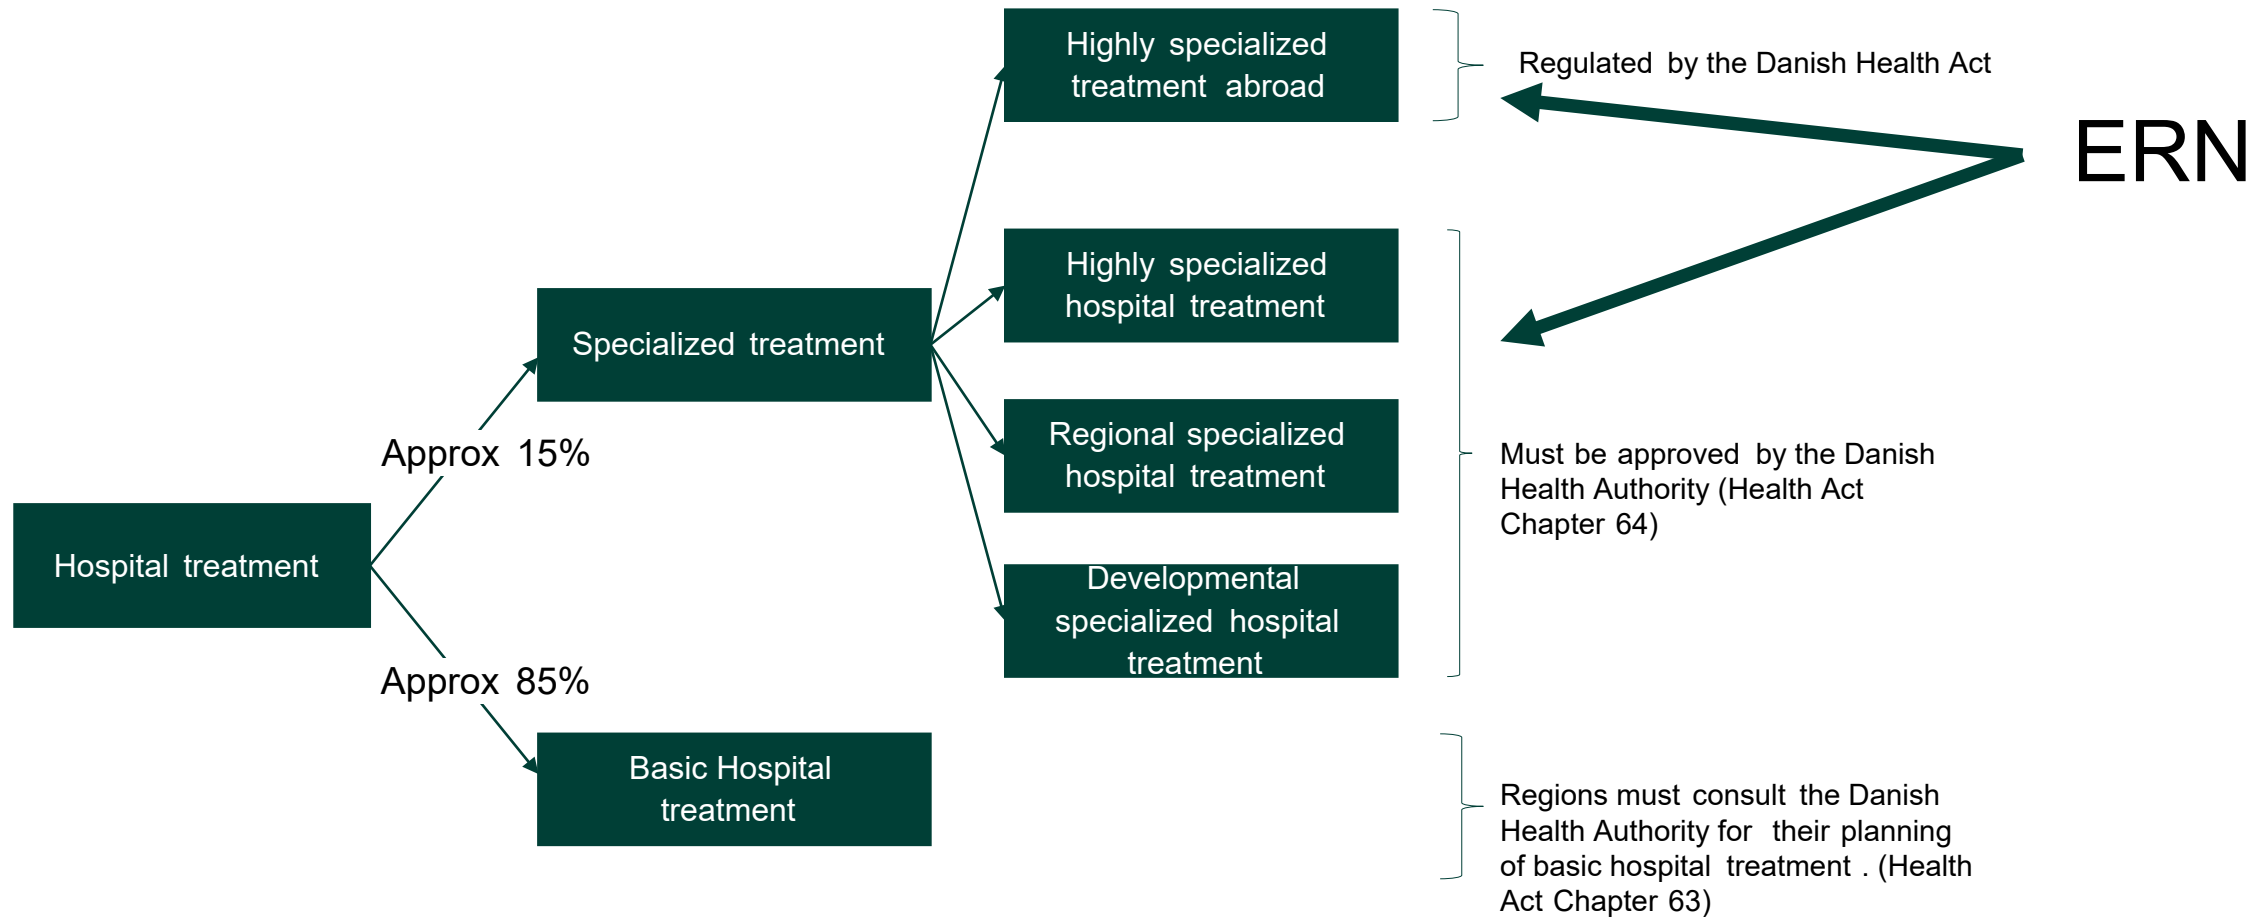 Highly specialized
treatment abroad
Regulated by the Danish Health Act
ERN
Highly specialized
hospital treatment
Specialized treatment
Regional specialized
hospital treatment
Approx 15%
Must be approved by the Danish
Health Authority (Health Act
Chapter 64)
Hospital treatment
Developmental
specialized hospital
treatment
Approx 85%
Basic Hospital
treatment
Regions must consult the Danish
Health Authority for their planning
of basic hospital treatment . (Health
Act Chapter 63)